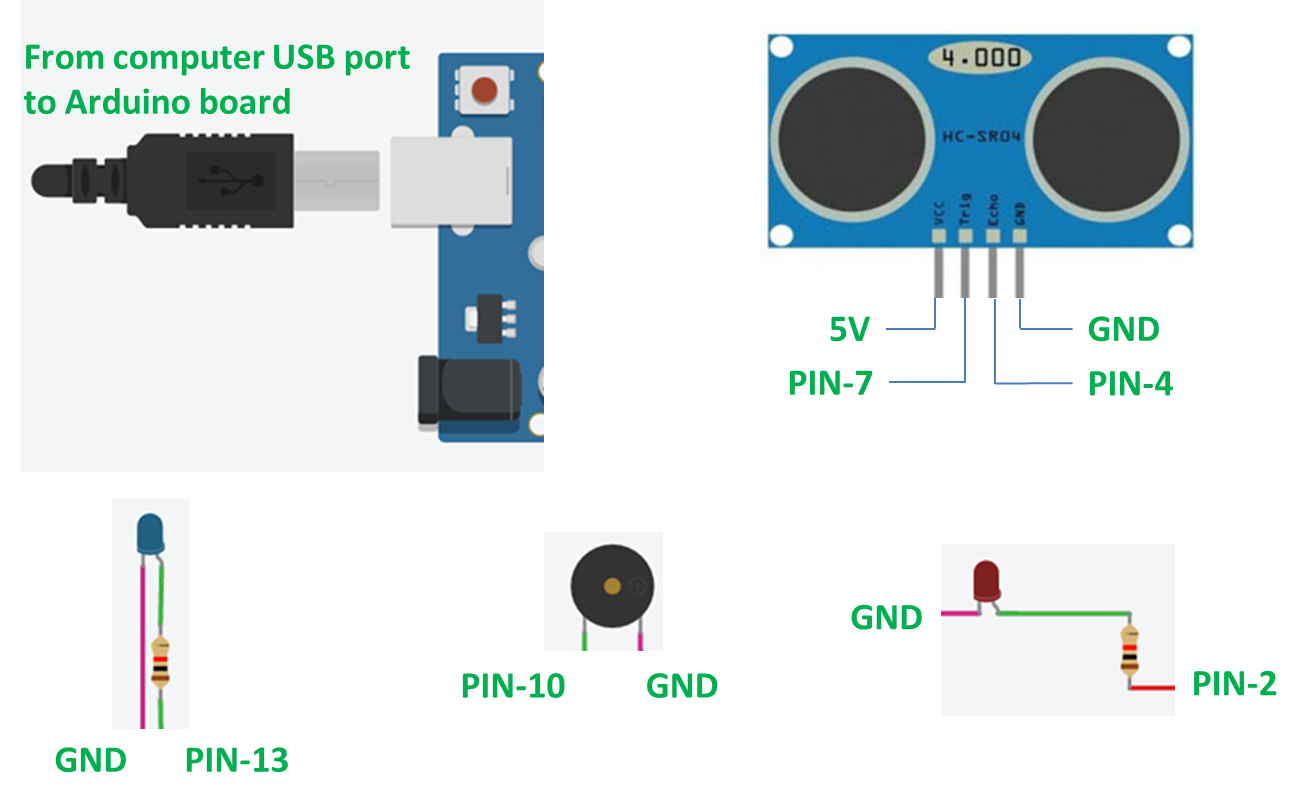 From computer USB port
to Arduino board
4.000
HC-SR04
VCC
Trig
Echo
GND
5V
GND
PIN-7
PIN-4
GND
PIN-10
GND
PIN-2
GND
PIN-13